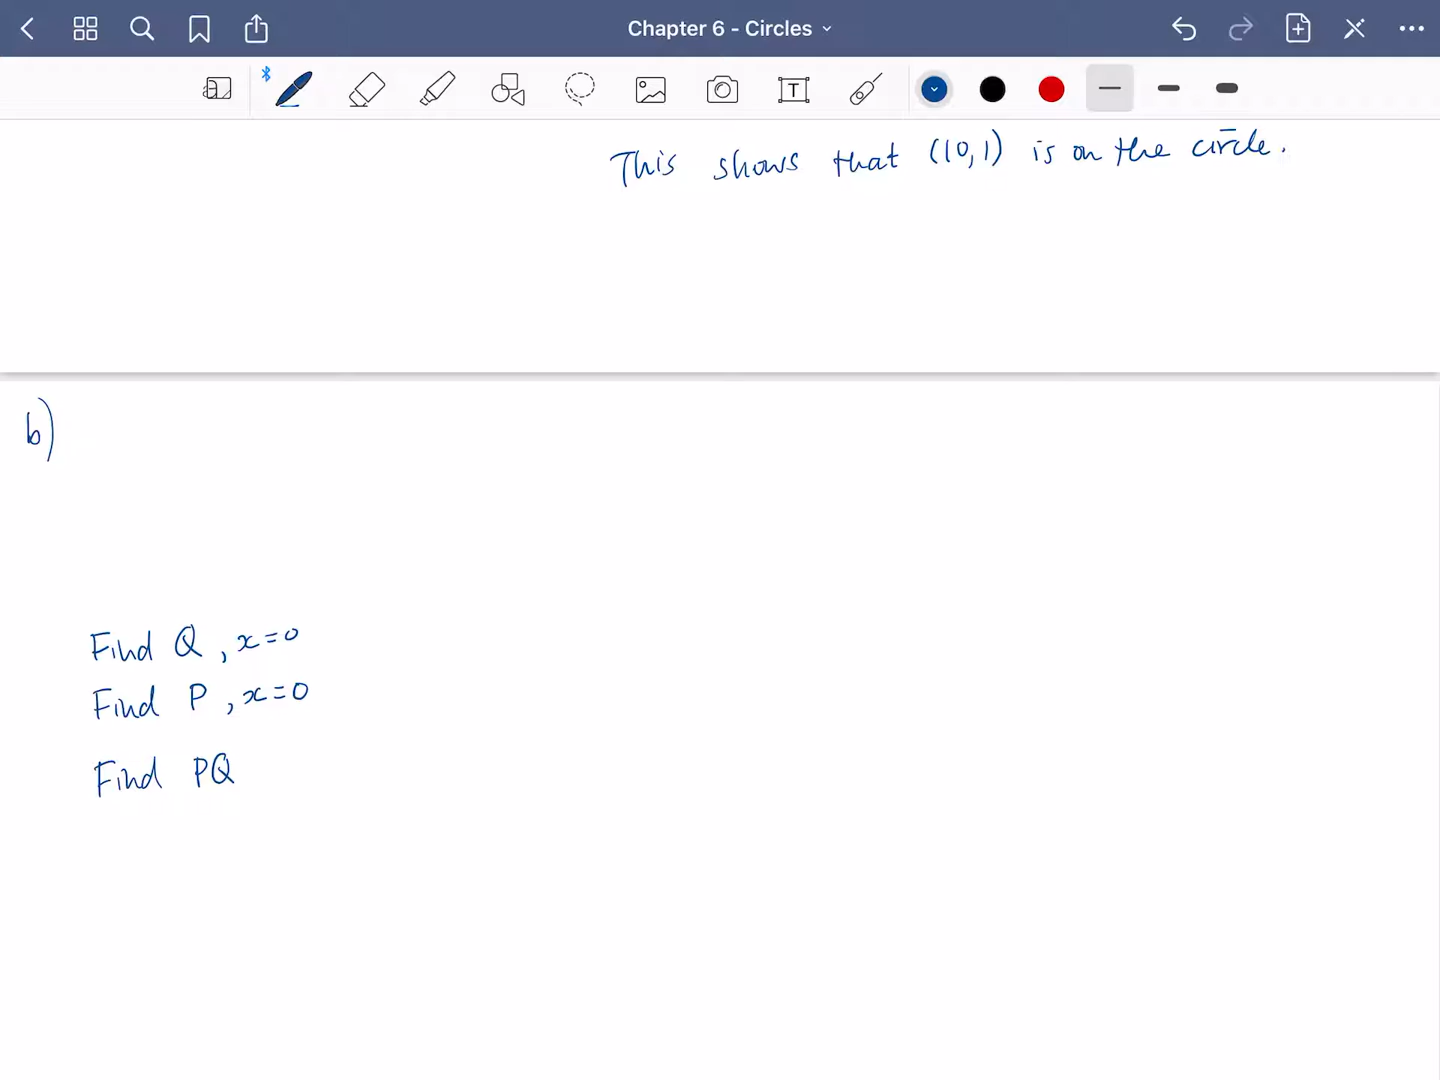 Chapter 6 - Circles
T
This shows that (10,1) is on the circle.
b)
Find Q , x=0
Find P , x=0
Find PQ